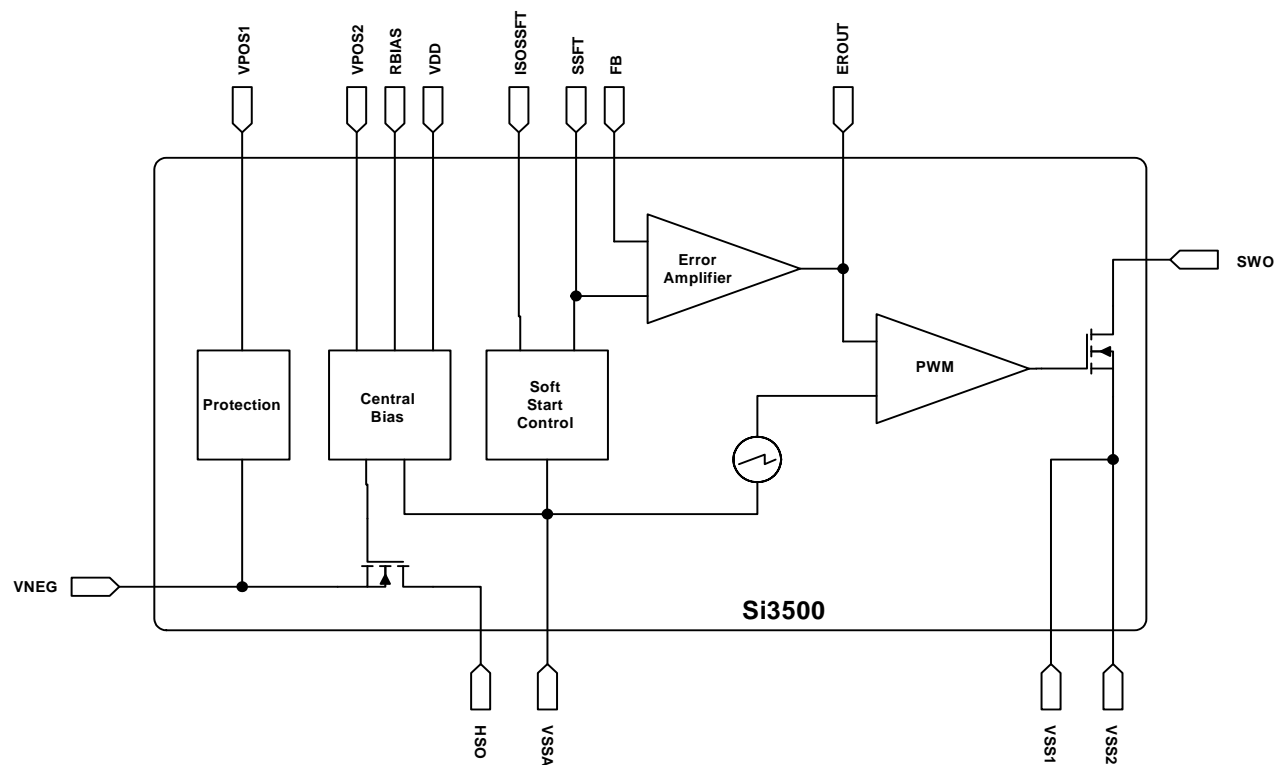 VPOS1
VPOS2
RBIAS
VDD
ISOSSFT
SSFT
FB
EROUT
Error
Amplifier
SWO
PWM
Protection
Central
Bias
Soft
Start
Control
VNEG
Si3500
HSO
VSSA
VSS1
VSS2